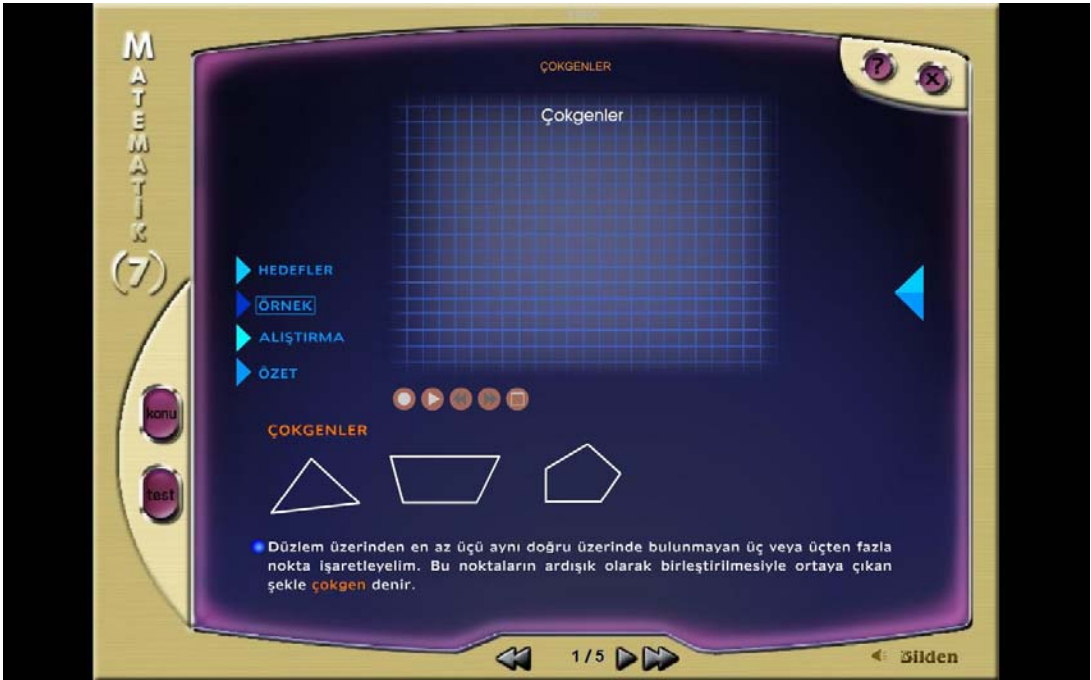 MATEMATİK
(7)
ÇOKGENLER
?
X
Çokgenler
HEDEFLER
ÖRNEK
ALIŞTIRMA
ÖZET
konu
test
ÇOKGENLER
Düzlem üzerinden en az üçü aynı doğru üzerinde bulunmayan üç veya üçten fazla
nokta işaretleyelim. Bu noktaların ardışık olarak birleştirilmesiyle ortaya çıkan
şekle çokgen denir.
1/5
Bilden